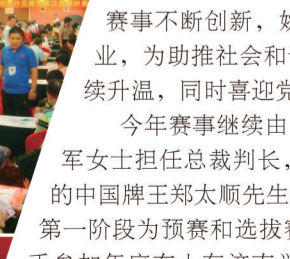 赛事不断创新，
业，为助推社会和
续升温，同时喜迎党
今年赛事继续由
军女士担任总裁判长，
的中国牌王郑太顺先生
第一阶段为预赛和选拔赛